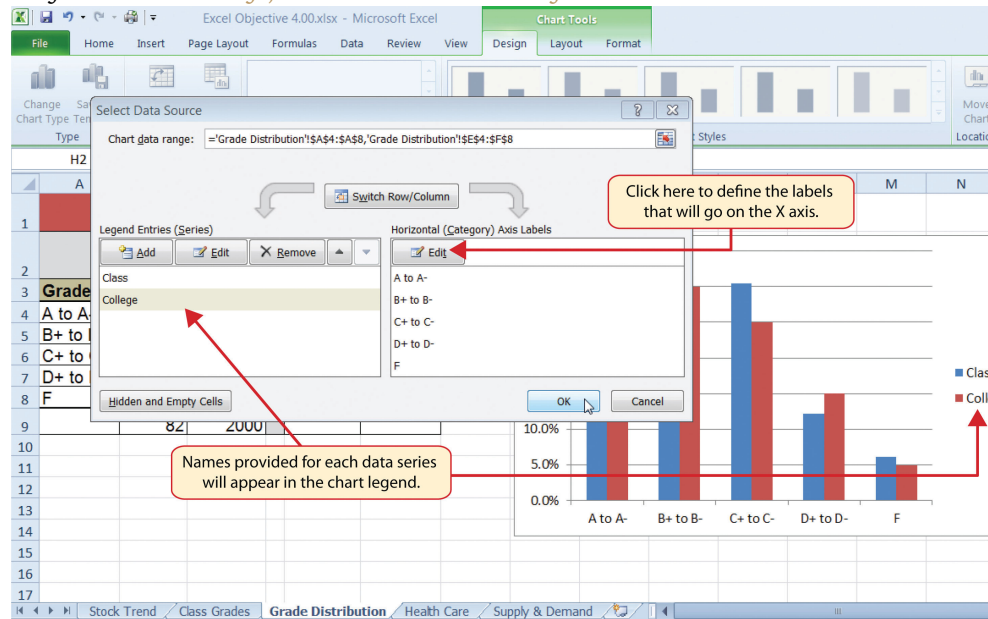 Excel Objective 4.00.xlsx - Microsoft Excel
Chart Tools
File Home Insert Page Layout Formulas Data Review View Design Layout Format
Change
Chart Type
Type
Styles
Move
Chart
Locatio
Select Data Source
Chart data range: ='Grade Distribution'!$A$4:$A$8,'Grade Distribution'!$E$4:$F$8
Switch Row/Column
Legend Entries (Series)
Add Edit Remove
Class
College
Horizontal (Category) Axis Labels
Edit
A to A-
B+ to B-
C+ to C-
D+ to D-
F
Hidden and Empty Cells
OK Cancel
Click here to define the labels
that will go on the X axis.
Names provided for each data series
will appear in the chart legend.
H2
A M N
1
2
3 Grade
4 A to A-
5 B+ to
6 C+ to
7 D+ to
8 F
9 82 2000
10
11
12
13
14
15
16
17
10.0%
5.0%
0.0%
A to A- B+ to B- C+ to C- D+ to D- F
Clas
Coll
Stock Trend Class Grades Grade Distribution Health Care Supply & Demand